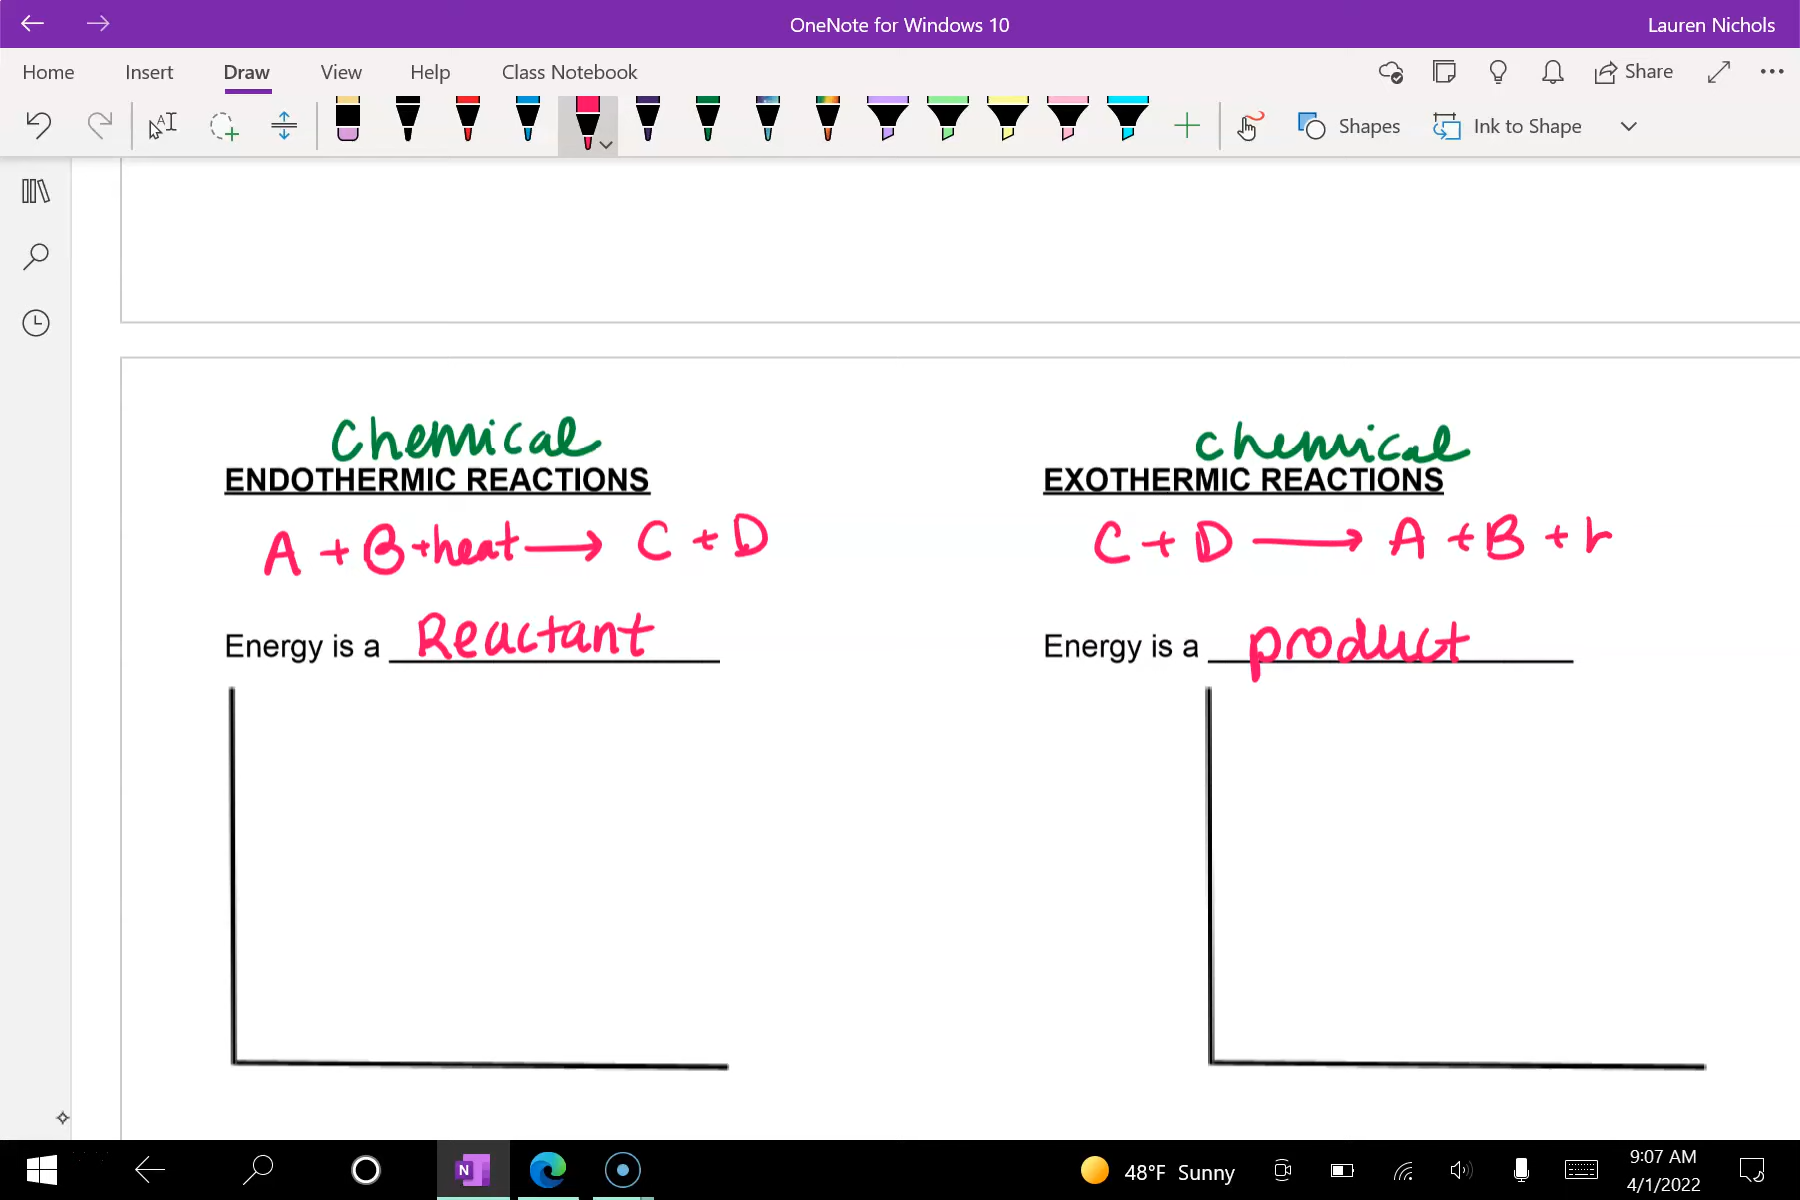 OneNote for Windows 10
Lauren Nichols
Home Insert Draw View Help Class Notebook Share
Shapes Ink to Shape
Chemical
ENDOTHERMIC REACTIONS
A + B + heat → C + D
Energy is a Reactant
chemical
EXOTHERMIC REACTIONS
C + D → A + B + h
Energy is a product
48°F Sunny
9:07 AM
4/1/2022